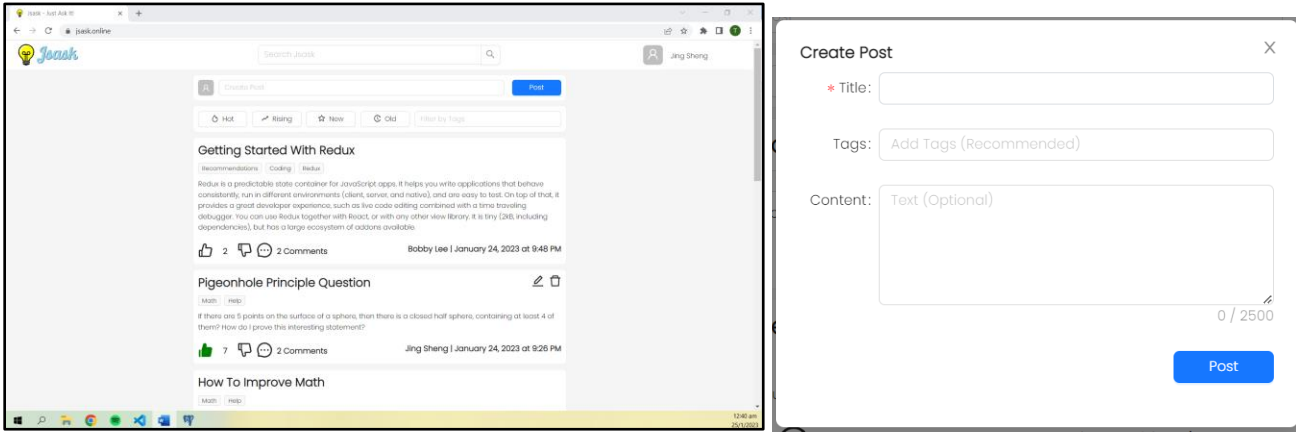 Jsask - Just Ask It!
jsask.online
T
Jsask
Search Jsask
Jing Sheng
Create Post
Post
Hot
Rising
New
Old
Filter by Tags
Getting Started With Redux
Recommendations
Coding
Redux
Redux is a predictable state container for JavaScript apps. It helps you write applications that behave
consistently, run in different environments (client, server, and native), and are easy to test. On top of that, it
provides a great developer experience, such as live code editing combined with a time traveling
debugger. You can use Redux together with React, or with any other view library. It is tiny (2kB, including
dependencies), but has a large ecosystem of addons available.
2
2 Comments
Bobby Lee | January 24, 2023 at 9:48 PM
Pigeonhole Principle Question
Math
Help
If there are 5 points on the surface of a sphere, then there is a closed half sphere, containing at least 4 of
them? How do I prove this interesting statement?
7
2 Comments
Jing Sheng | January 24, 2023 at 9:26 PM
How To Improve Math
Math
Help
12:48 am
25/1/2023
Create Post
* Title:
Tags:
Add Tags (Recommended)
Content:
Text (Optional)
0 / 2500
Post